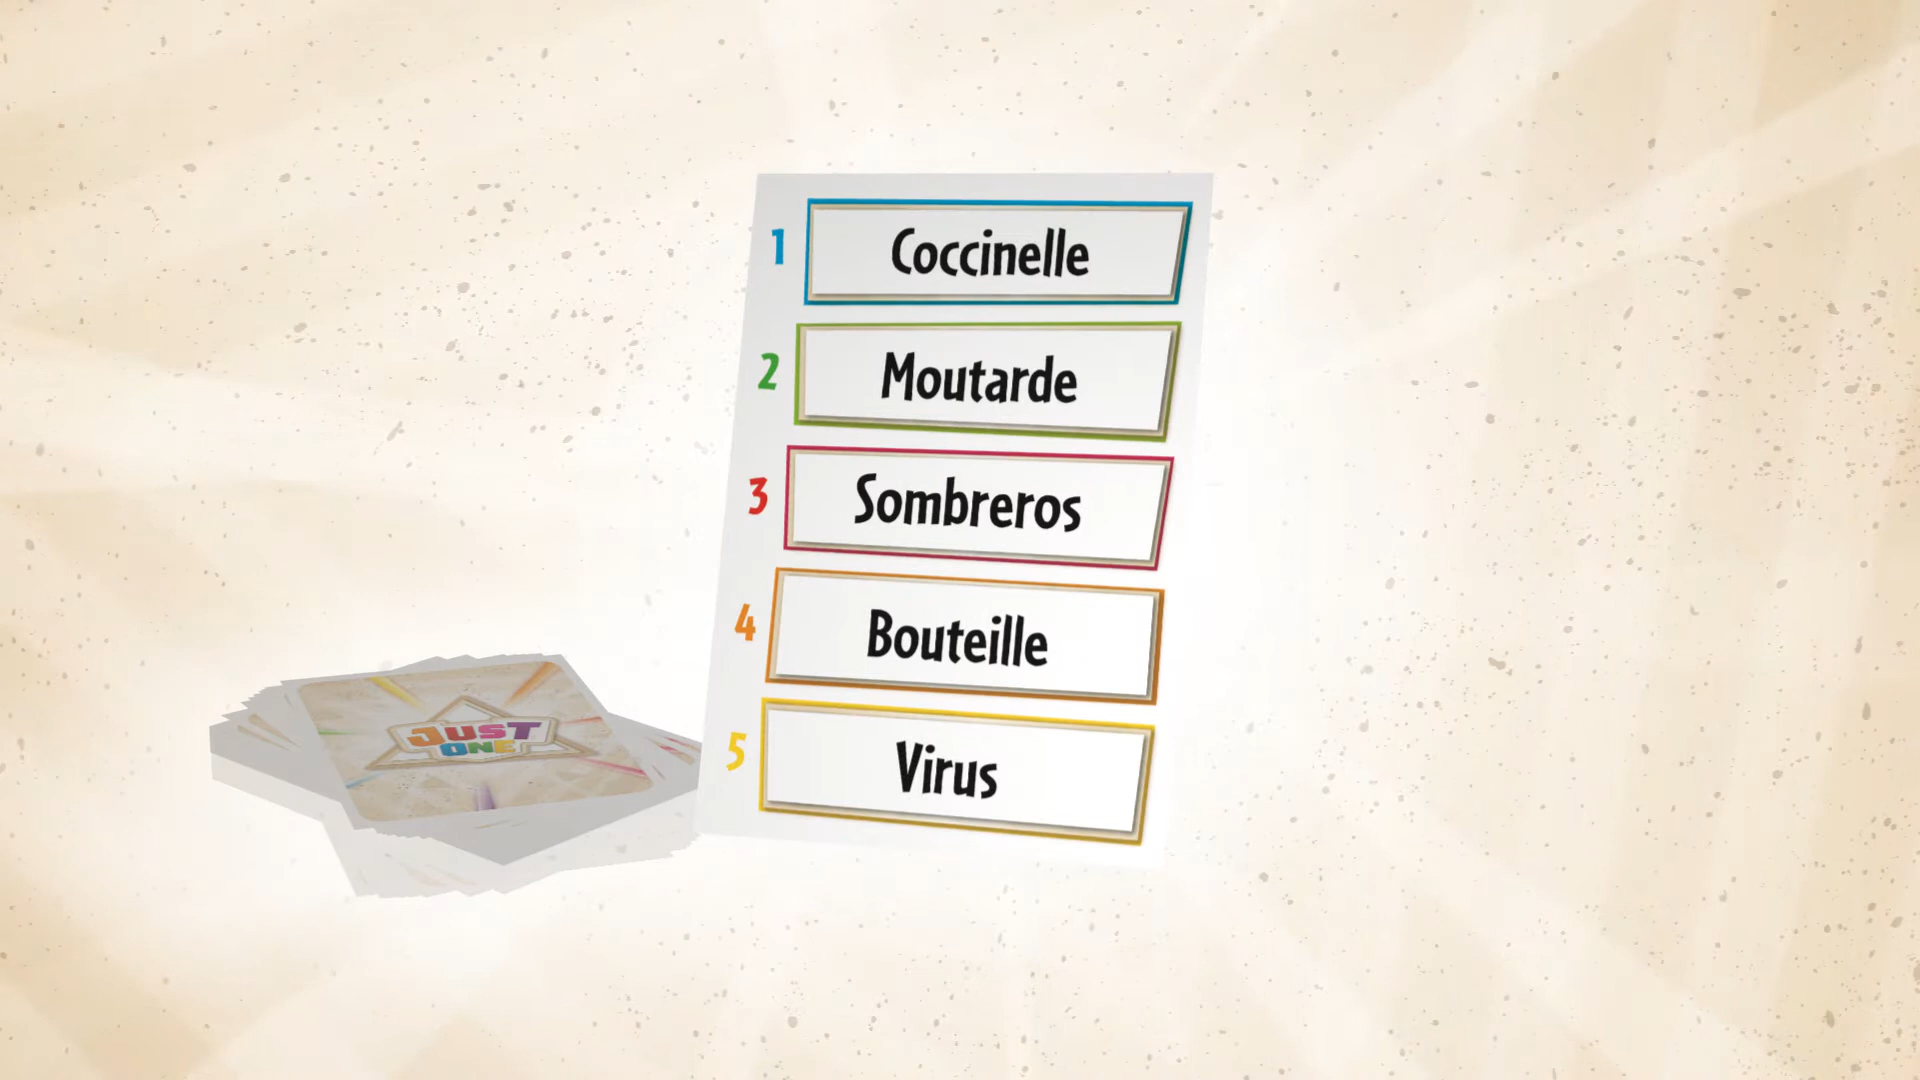 1 Coccinelle
2 Moutarde
3 Sombreros
4 Bouteille
5 Virus
JUST
ONE